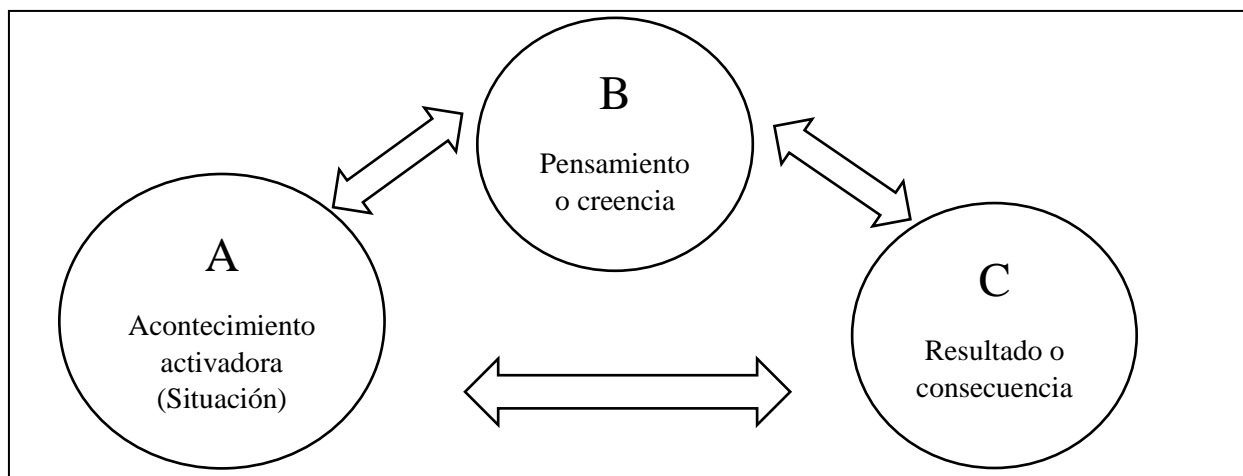 A
Acontecimiento
activadora
(Situación)
B
Pensamiento
o creencia
C
Resultado o
consecuencia